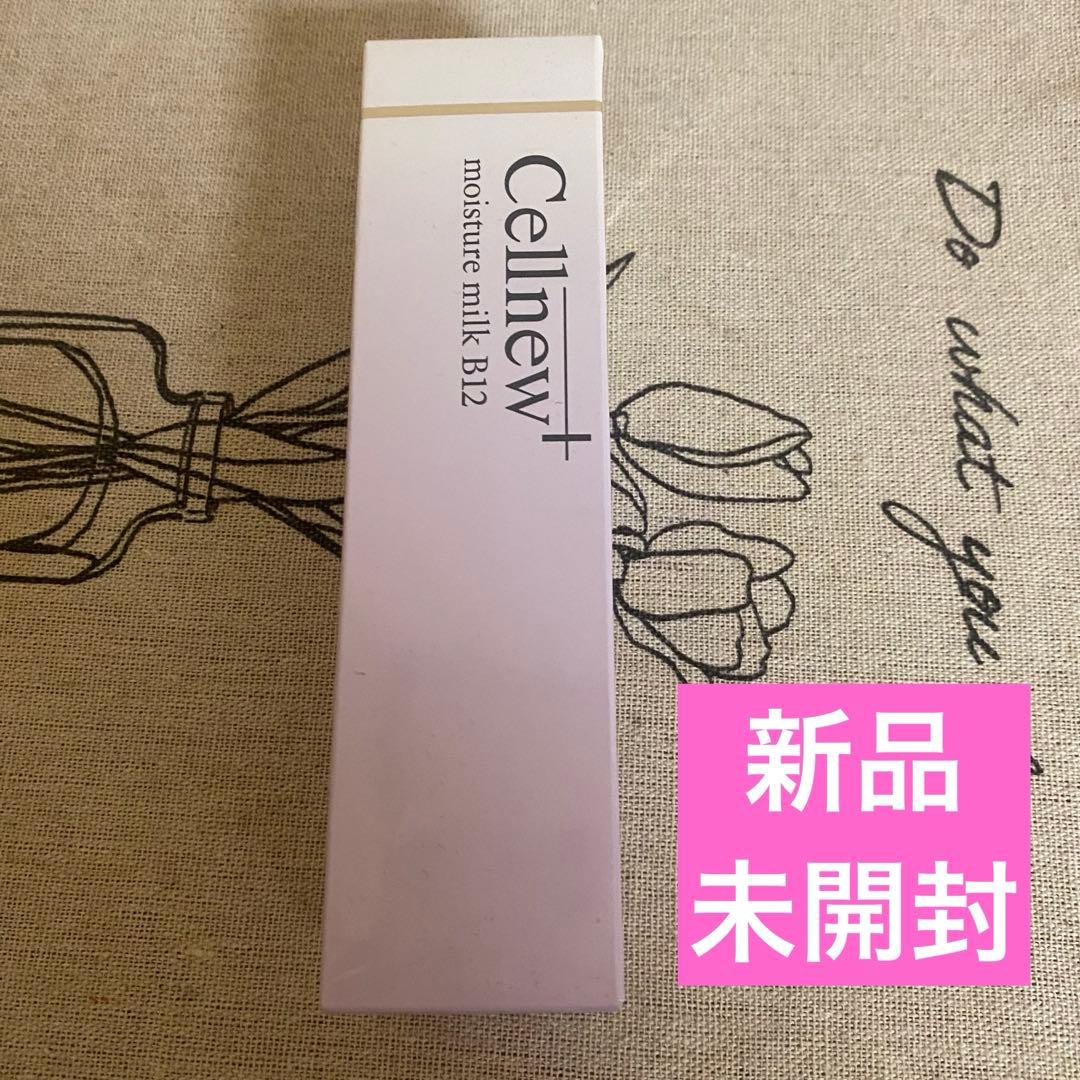 Cellnew+
moisture milk B12
Do what you
新品
未開封